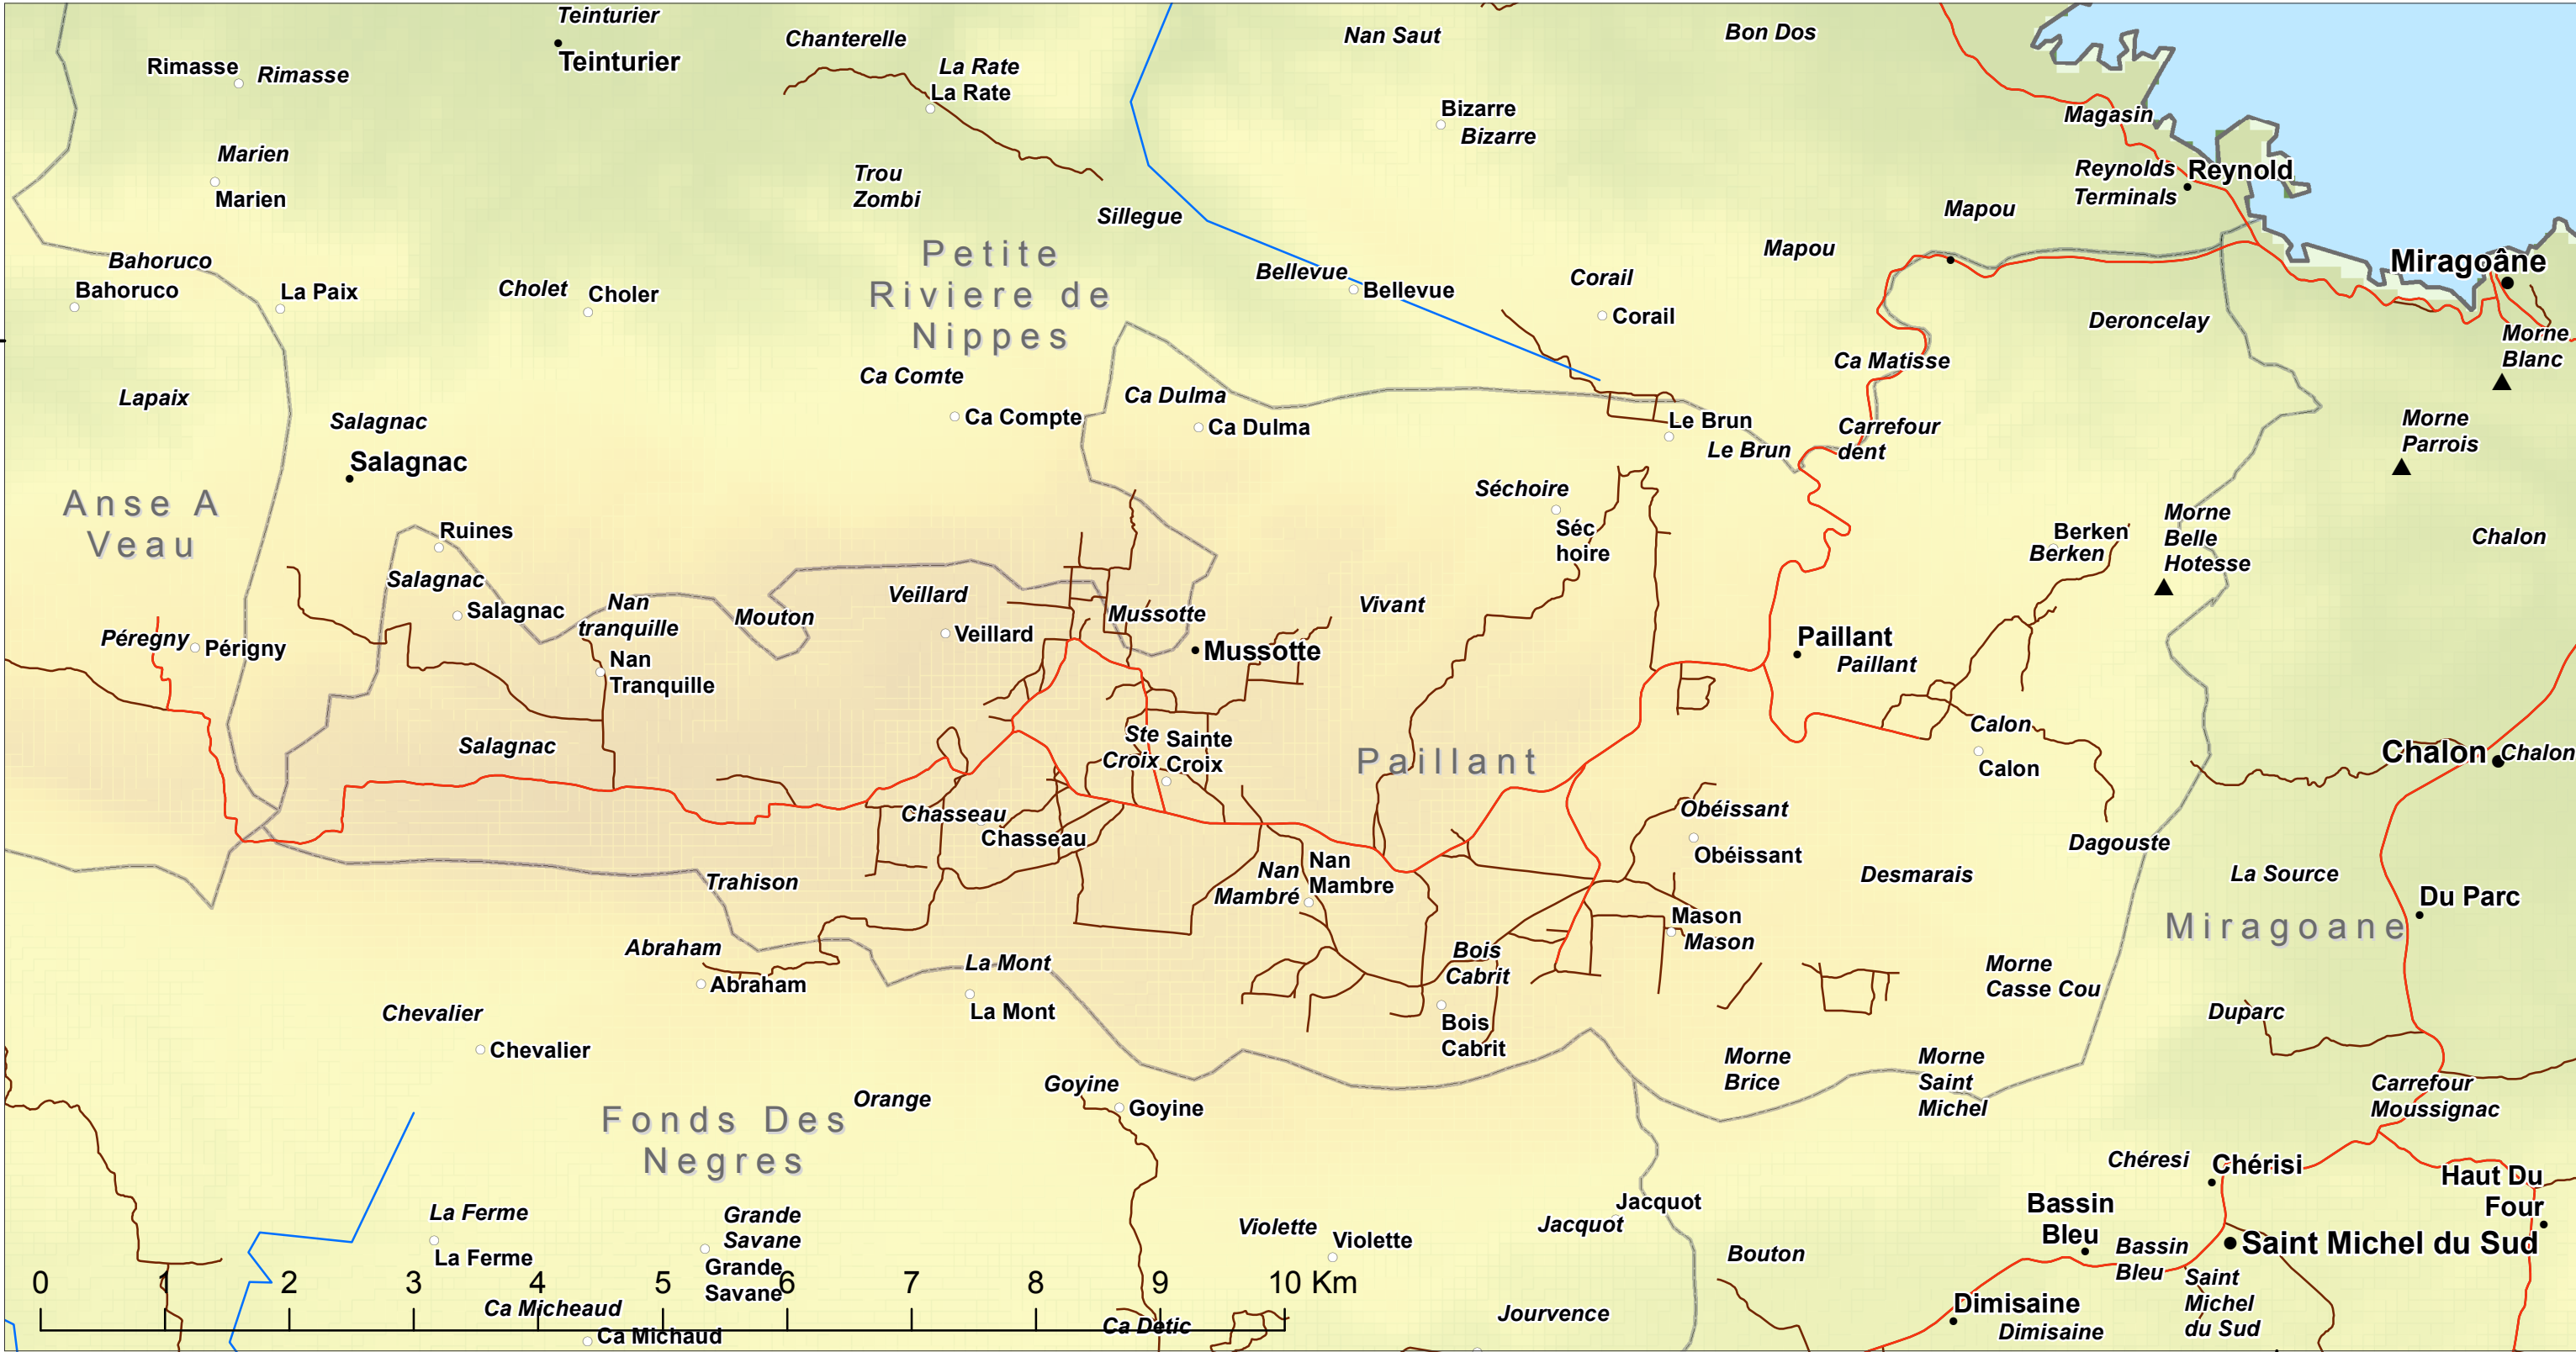 Teinturier
Teinturier
Chanterelle
Nan Saut
Bon Dos
Rimasse
Rimasse
La Rate
La Rate
Bizarre
Bizarre
Magasin
Marien
Marien
Trou
Zombi
Sillegue
Reynolds
Terminals
Reynold
Mapou
Mapou
Petite
Riviere de
Nippes
Bahoruco
Bahoruco
La Paix
Cholet
Choler
Bellevue
Bellevue
Corail
Corail
Miragoâne
Deroncelay
Morne
Blanc
Ca Matisse
Lapaix
Ca Comte
Ca Compte
Ca Dulma
Ca Dulma
Le Brun
Le Brun
Carrefour
dent
Morne
Parrois
Salagnac
Salagnac
Anse A
Veau
Ruines
Séchoire
Séc
hoire
Berken
Berken
Morne
Belle
Hotesse
Chalon
Salagnac
Salagnac
Nan
tranquille
Mouton
Veillard
Veillard
Mussotte
Mussotte
Vivant
Péregny
Périgny
Nan
Tranquille
Paillant
Paillant
Salagnac
Ste
Croix
Sainte
Croix
Paillant
Calon
Calon
Chalon
Chalon
Chasseau
Chasseau
Obéissant
Obéissant
Dagouste
Trahison
Nan
Mambré
Nan
Mambre
Desmarais
La Source
Du Parc
Mason
Mason
Miragoane
Abraham
Abraham
La Mont
La Mont
Bois
Cabrit
Bois
Cabrit
Morne
Casse Cou
Duparc
Chevalier
Chevalier
Morne
Brice
Morne
Saint
Michel
Orange
Goyine
Goyine
Carrefour
Moussignac
Fonds Des
Negres
Chéresi
Chérisi
Haut Du
Four
La Ferme
La Ferme
Grande
Savane
Grande
Savane
Violette
Violette
Jacquot
Jacquot
Bouton
Bassin
Bleu
Bassin
Bleu
Saint Michel du Sud
Saint
Michel
du Sud
0 1 2 3 4 5 6 7 8 9 10 Km
Ca Micheaud
Ca Michaud
Ca Detic
Jourvence
Dimisaine
Dimisaine